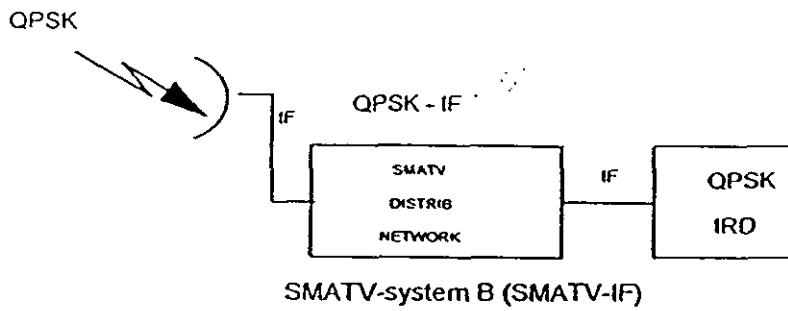 QPSK
IF
QPSK - IF
SMATV
DISTRIB
NETWORK
IF
QPSK
IRD
SMATV-system B (SMATV-IF)